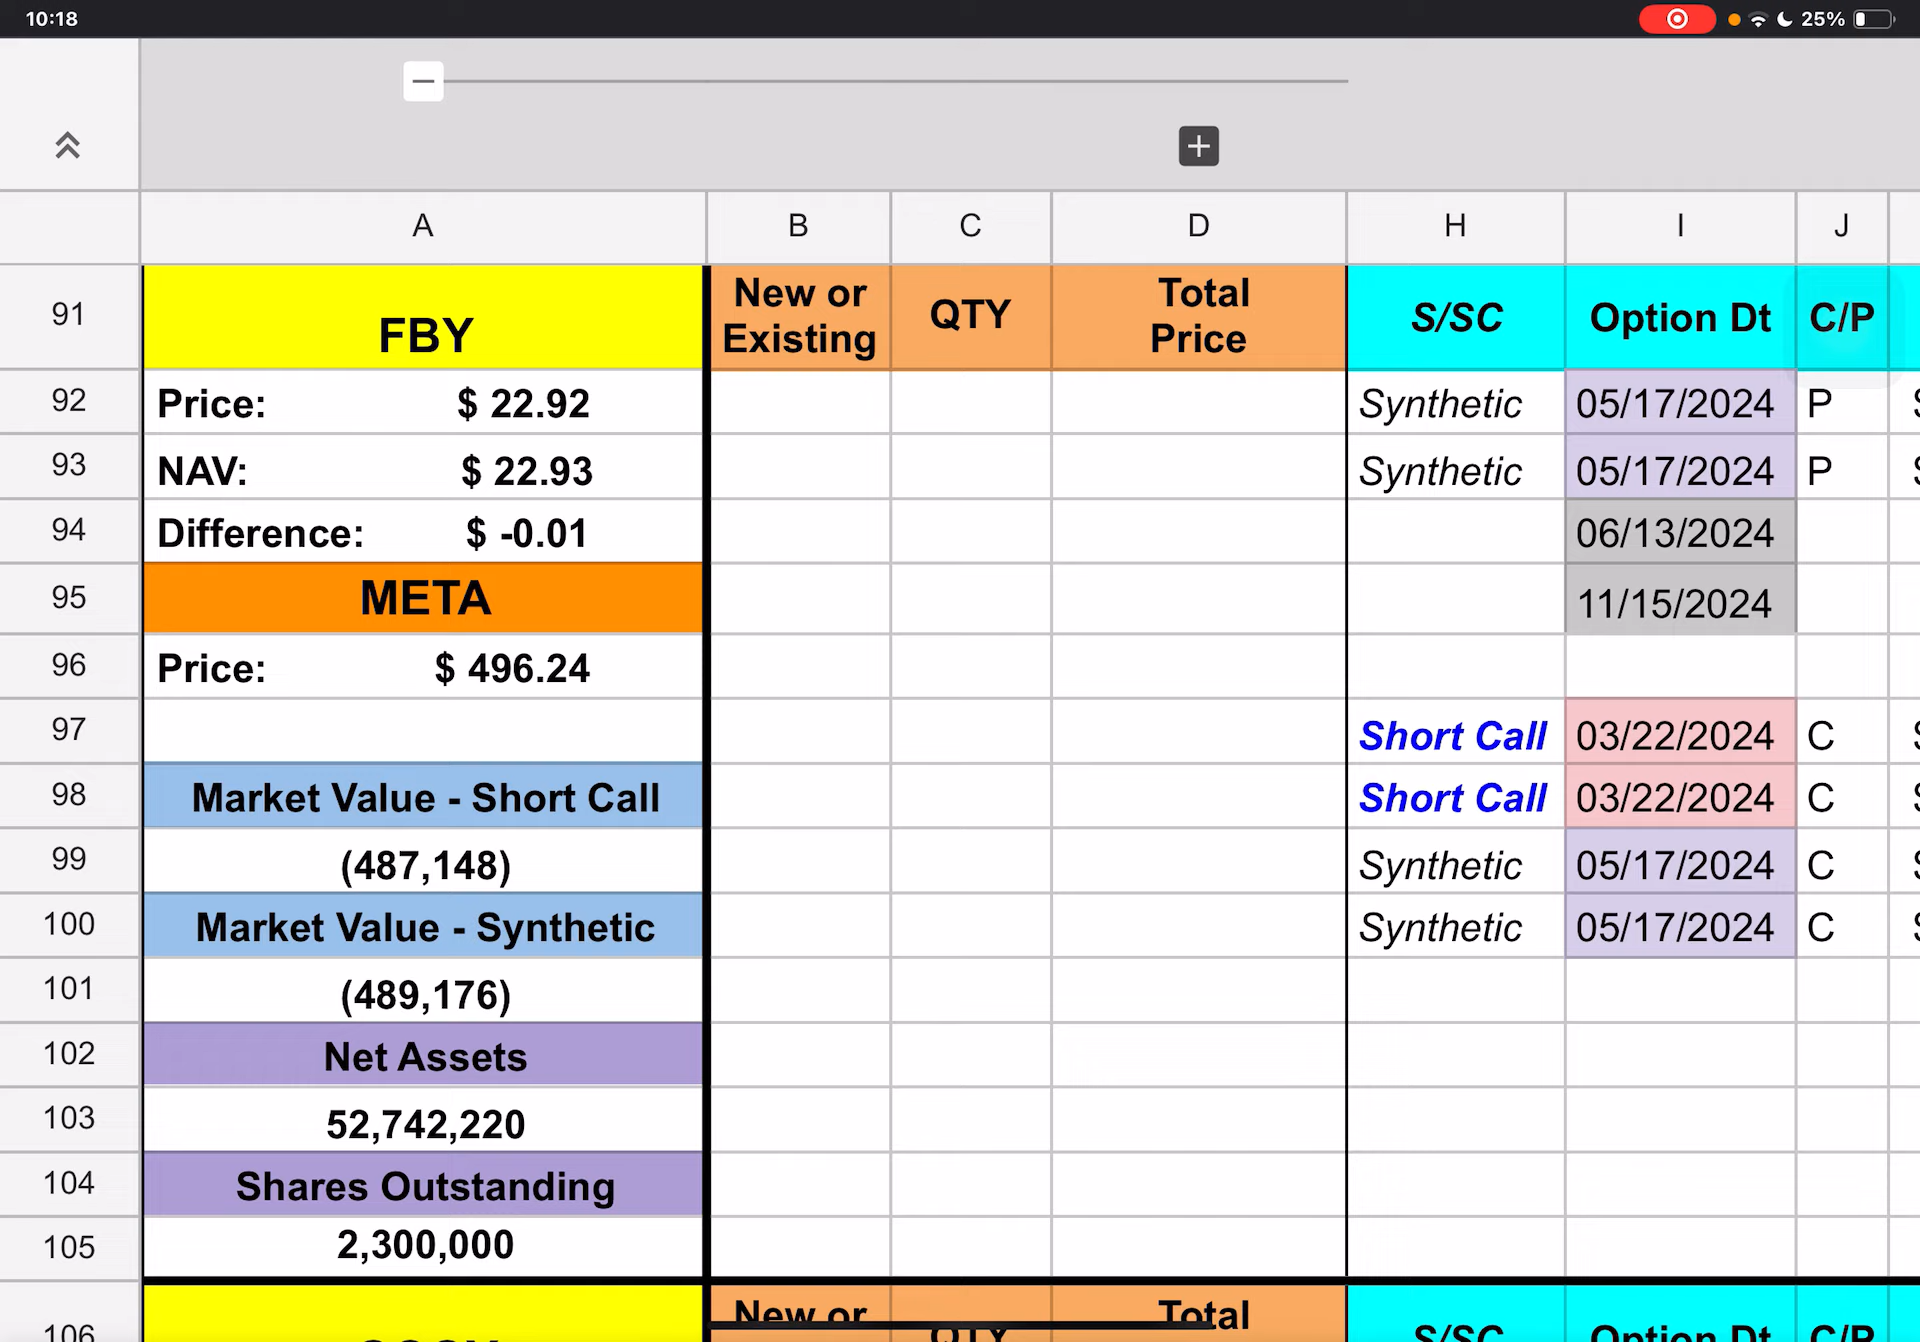 10:18
25%
A B C D H I J
91 FBY New or Existing QTY Total Price S/SC Option Dt C/P
92 Price: $ 22.92 Synthetic 05/17/2024 P
93 NAV: $ 22.93 Synthetic 05/17/2024 P
94 Difference: $ -0.01 06/13/2024
95 META 11/15/2024
96 Price: $ 496.24
97 Short Call 03/22/2024 C
98 Market Value - Short Call Short Call 03/22/2024 C
99 (487,148) Synthetic 05/17/2024 C
100 Market Value - Synthetic Synthetic 05/17/2024 C
101 (489,176)
102 Net Assets
103 52,742,220
104 Shares Outstanding
105 2,300,000
106 New or QTY Total S/SC Option Dt C/P